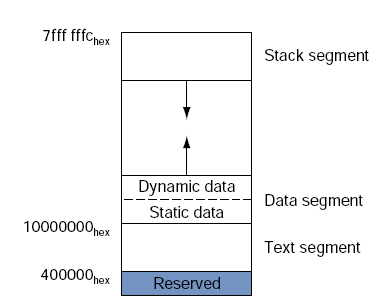 7fff fffchex
Stack segment
Dynamic data
Data segment
Static data
10000000hex
Text segment
400000hex
Reserved